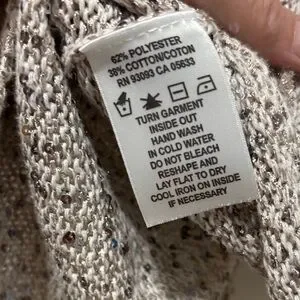 62% POLYESTER
38% COTTON/COTON
RN 93093 CA 05633
TURN GARMENT
INSIDE OUT
HAND WASH
IN COLD WATER
DO NOT BLEACH
RESHAPE AND
LAY FLAT TO DRY
COOL IRON ON INSIDE
IF NECESSARY